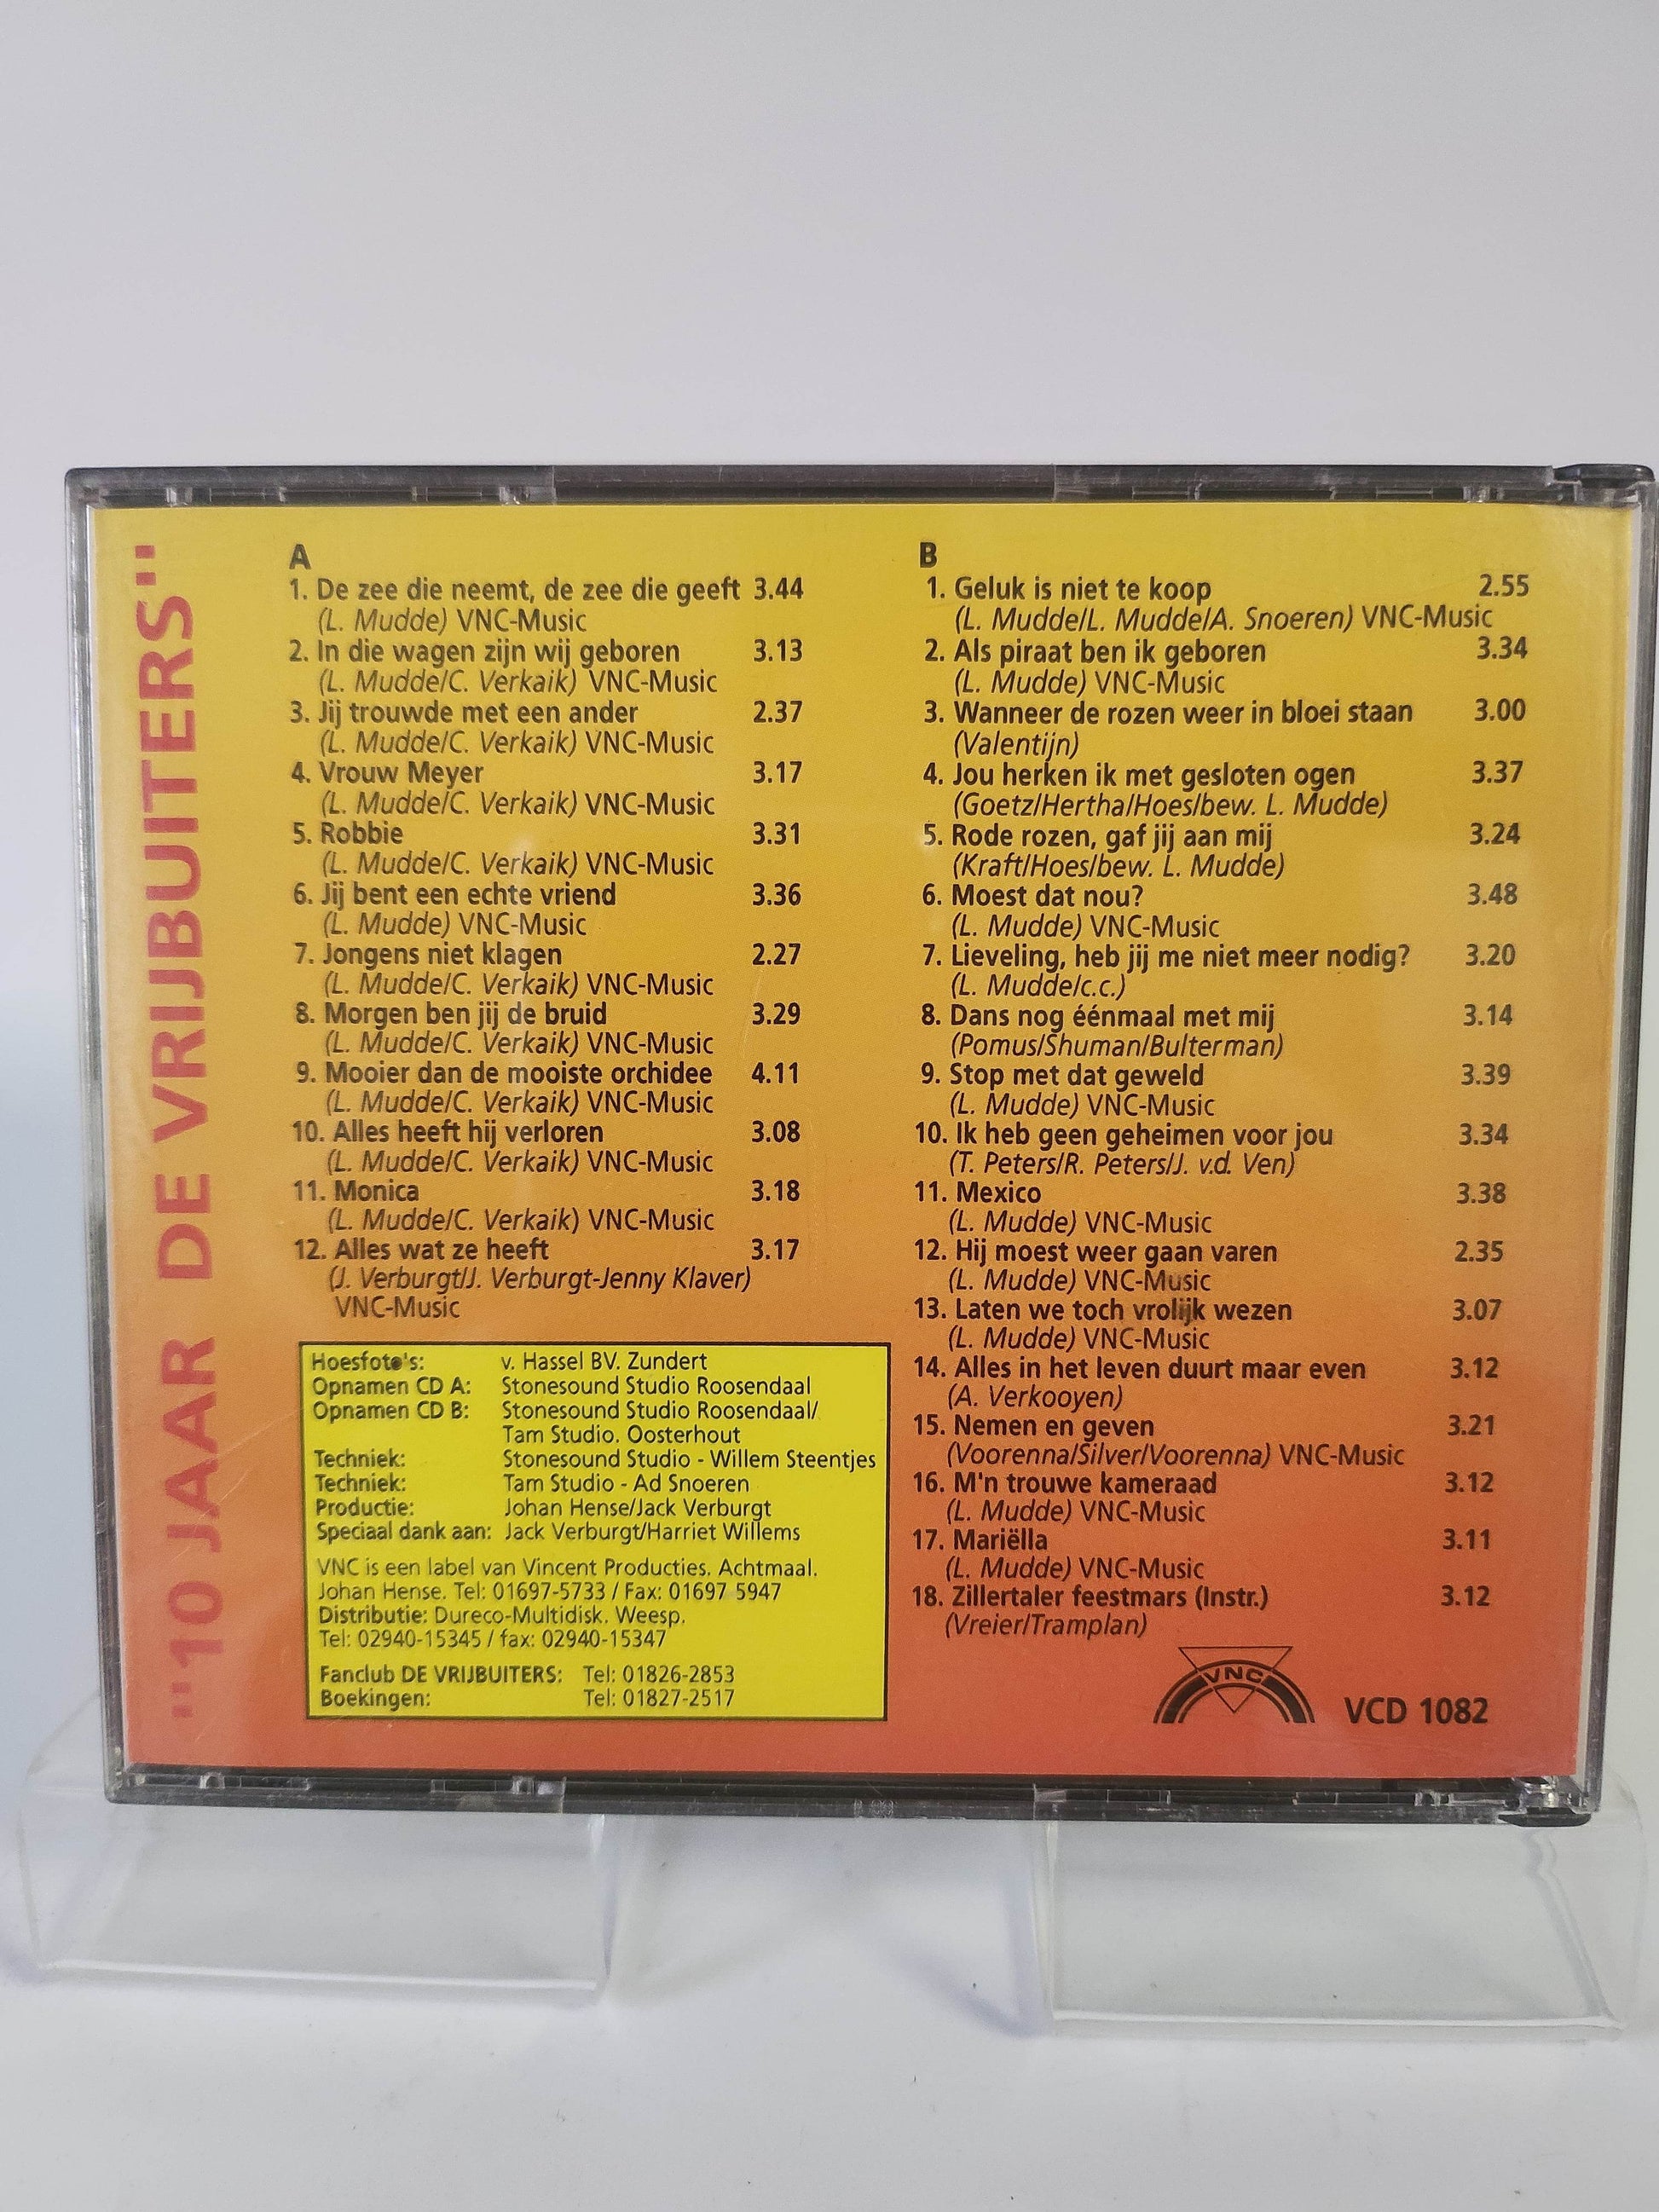 "10 JAAR DE VRIJBUITERS"
A
1. De zee die neemt, de zee die geeft 3.44
(L. Mudde) VNC-Music
2. In die wagen zijn wij geboren 3.13
(L. Mudde/C. Verkaik) VNC-Music
3. Jij trouwde met een ander 2.37
(L. Mudde/C. Verkaik) VNC-Music
4. Vrouw Meyer 3.17
(L. Mudde/C. Verkaik) VNC-Music
5. Robbie 3.31
(L. Mudde/C. Verkaik) VNC-Music
6. Jij bent een echte vriend 3.36
(L. Mudde) VNC-Music
7. Jongens niet klagen 2.27
(L. Mudde/C. Verkaik) VNC-Music
8. Morgen ben jij de bruid 3.29
(L. Mudde/C. Verkaik) VNC-Music
9. Mooier dan de mooiste orchidee 4.11
(L. Mudde/C. Verkaik) VNC-Music
10. Alles heeft hij verloren 3.08
(L. Mudde/C. Verkaik) VNC-Music
11. Monica 3.18
(L. Mudde/C. Verkaik) VNC-Music
12. Alles wat ze heeft 3.17
(J. Verburgt/J. Verburgt-Jenny Klaver)
VNC-Music
Hoesfoto's: v. Hassel BV. Zundert
Opnamen CD A: Stonesound Studio Roosendaal
Opnamen CD B: Stonesound Studio Roosendaal/
Tam Studio. Oosterhout
Techniek: Stonesound Studio - Willem Steentjes
Techniek: Tam Studio - Ad Snoeren
Productie: Johan Hense/Jack Verburgt
Speciaal dank aan: Jack Verburgt/Harriet Willems
VNC is een label van Vincent Producties. Achtmaal.
Johan Hense. Tel: 01697-5733 / Fax: 01697 5947
Distributie: Dureco-Multidisk. Weesp.
Tel: 02940-15345 / fax: 02940-15347
Fanclub DE VRIJBUITERS: Tel: 01826-2853
Boekingen: Tel: 01827-2517
B
1. Geluk is niet te koop 2.55
(L. Mudde/L. Mudde/A. Snoeren) VNC-Music
2. Als piraat ben ik geboren 3.34
(L. Mudde) VNC-Music
3. Wanneer de rozen weer in bloei staan 3.00
(Valentijn)
4. Jou herken ik met gesloten ogen 3.37
(Goetz/Hertha/Hoes/bew. L. Mudde)
5. Rode rozen, gaf jij aan mij 3.24
(Kraft/Hoes/bew. L. Mudde)
6. Moest dat nou? 3.48
(L. Mudde) VNC-Music
7. Lieveling, heb jij me niet meer nodig? 3.20
(L. Mudde/c.c.)
8. Dans nog éénmaal met mij 3.14
(Pomus/Shuman/Bulterman)
9. Stop met dat geweld 3.39
(L. Mudde) VNC-Music
10. Ik heb geen geheimen voor jou 3.34
(T. Peters/R. Peters/J. v.d. Ven)
11. Mexico 3.38
(L. Mudde) VNC-Music
12. Hij moest weer gaan varen 2.35
(L. Mudde) VNC-Music
13. Laten we toch vrolijk wezen 3.07
(L. Mudde) VNC-Music
14. Alles in het leven duurt maar even 3.12
(A. Verkooyen)
15. Nemen en geven 3.21
(Voorenna/Silver/Voorenna) VNC-Music
16. M'n trouwe kameraad 3.12
(L. Mudde) VNC-Music
17. Mariëlla 3.11
(L. Mudde) VNC-Music
18. Zillertaler feestmars (Instr.) 3.12
(Vreier/Tramplan)
VNC
VCD 1082